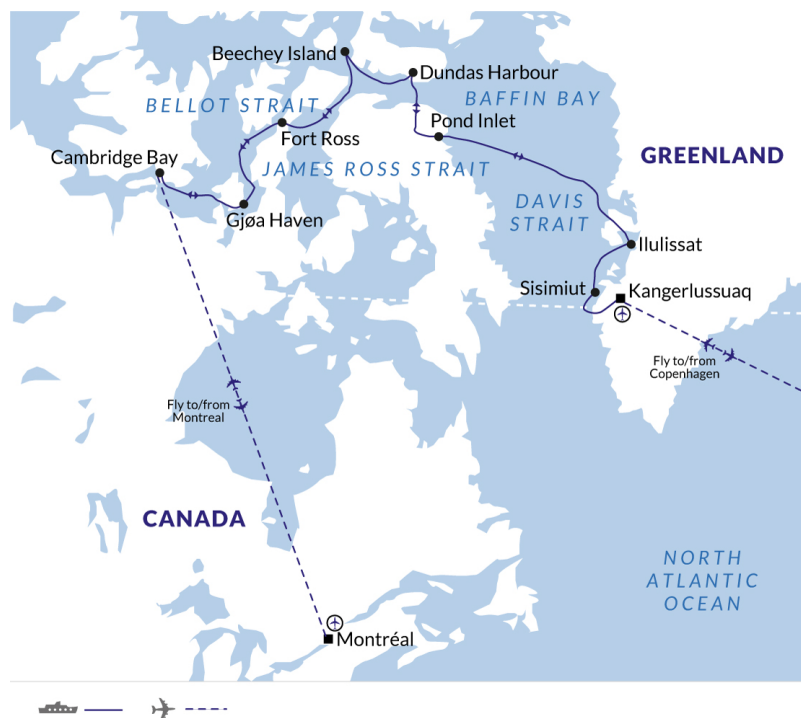 Beechey Island
Dundas Harbour
BELLOT STRAIT
BAFFIN BAY
Pond Inlet
Fort Ross
Cambridge Bay
JAMES ROSS STRAIT
GREENLAND
Gjøa Haven
DAVIS
STRAIT
Ilulissat
Sisimiut
Kangerlussuaq
Fly to/from
Copenhagen
Fly to/from
Montreal
CANADA
NORTH
ATLANTIC
OCEAN
Montréal